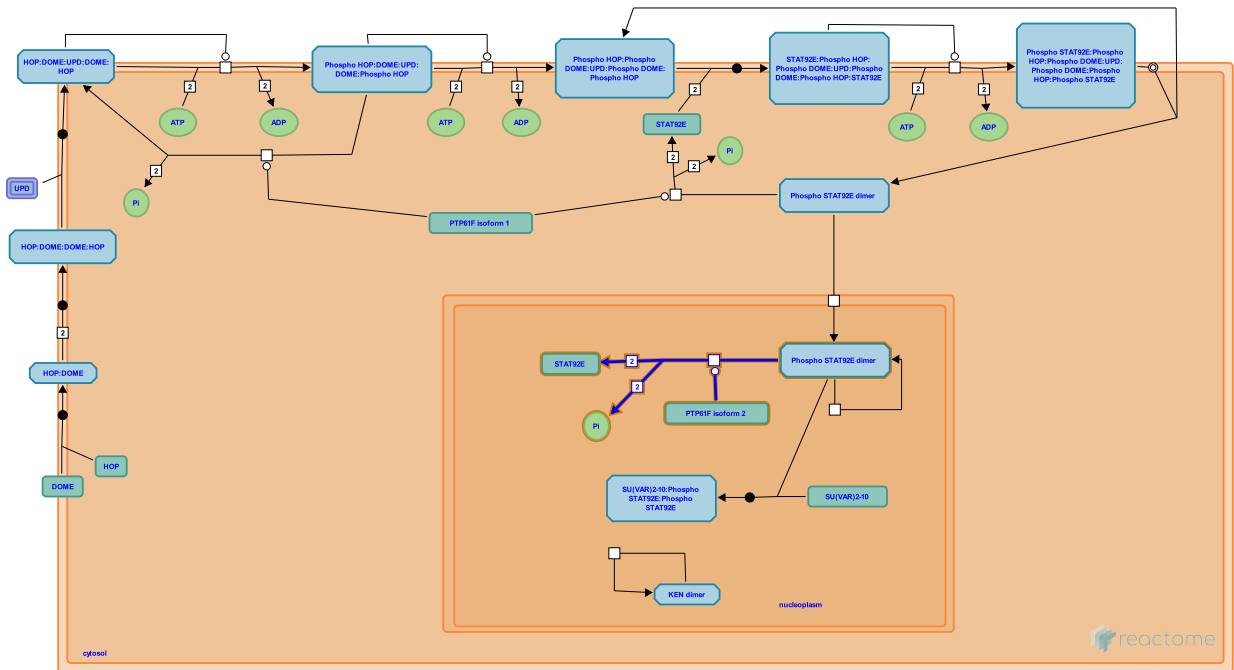 HOP:DOME:UPD:DOME:
HOP
Phospho HOP:DOME:UPD:
DOME:Phospho HOP
Phospho HOP:Phospho
DOME:UPD:Phospho DOME:
Phospho HOP
STAT92E:Phospho HOP:
Phospho DOME:UPD:Phospho
DOME:Phospho HOP:STAT92E
Phospho STAT92E:Phospho
HOP:Phospho DOME:UPD:
Phospho DOME:Phospho
HOP:Phospho STAT92E
2
2
2
2
2
2
2
ATP
ADP
ATP
ADP
STAT92E
ATP
ADP
2
2
2
Pi
Pi
UPD
PTP61F isoform 1
Phospho STAT92E dimer
HOP:DOME:DOME:HOP
2
HOP:DOME
STAT92E
2
Phospho STAT92E dimer
2
Pi
PTP61F isoform 2
HOP
DOME
SU(VAR)2-10:Phospho
STAT92E:Phospho
STAT92E
SU(VAR)2-10
KEN dimer
nucleoplasm
cytosol
reactome